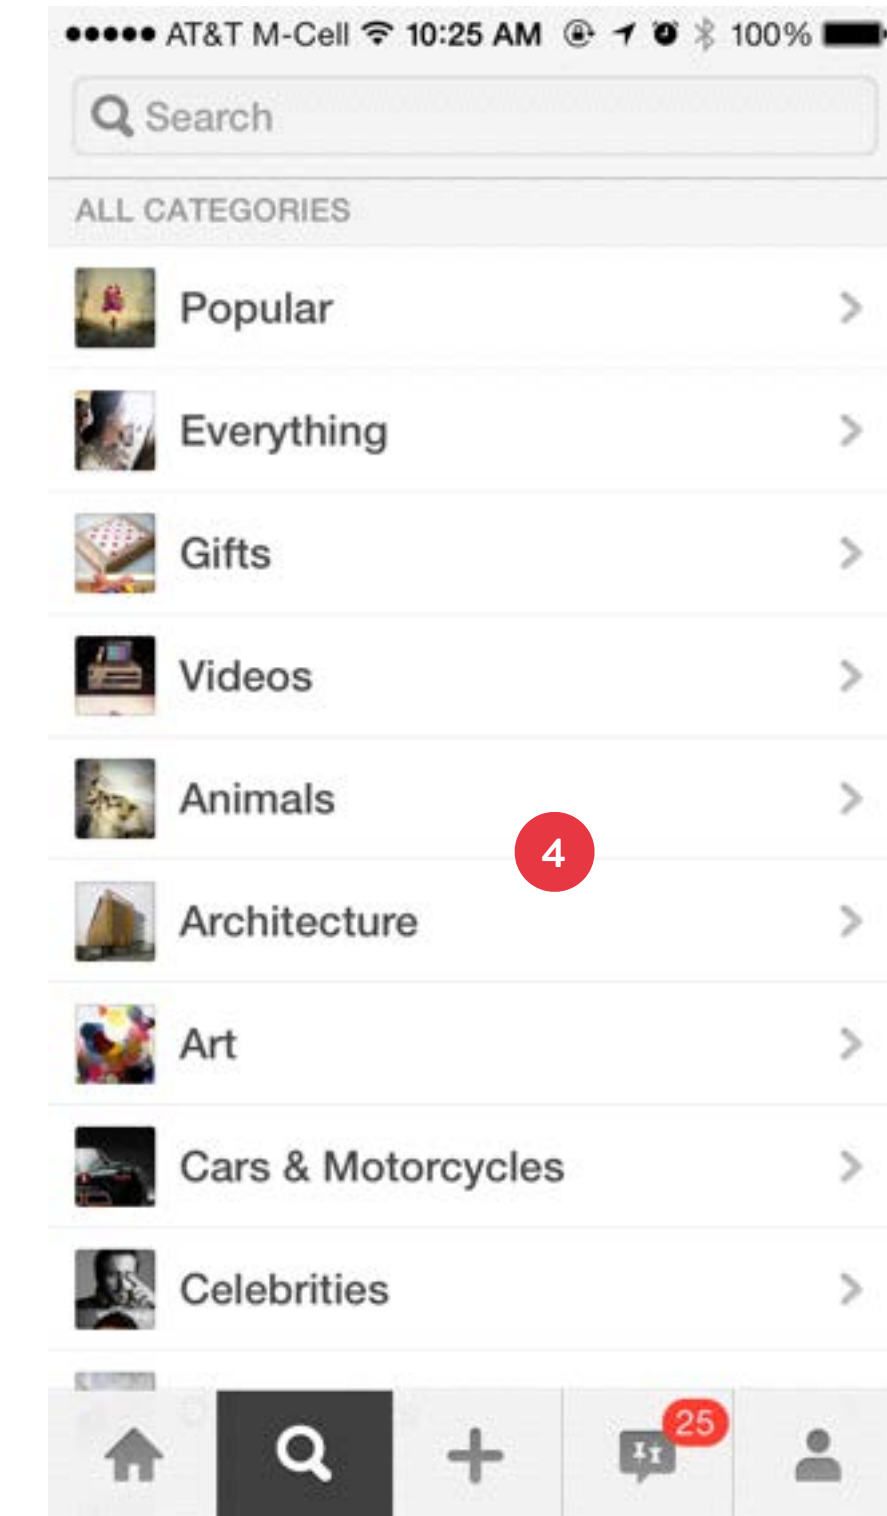 AT&T M-Cell 10:25 AM 100%
Search
ALL CATEGORIES
Popular
Everything
Gifts
Videos
Animals
4
Architecture
Art
Cars & Motorcycles
Celebrities
25